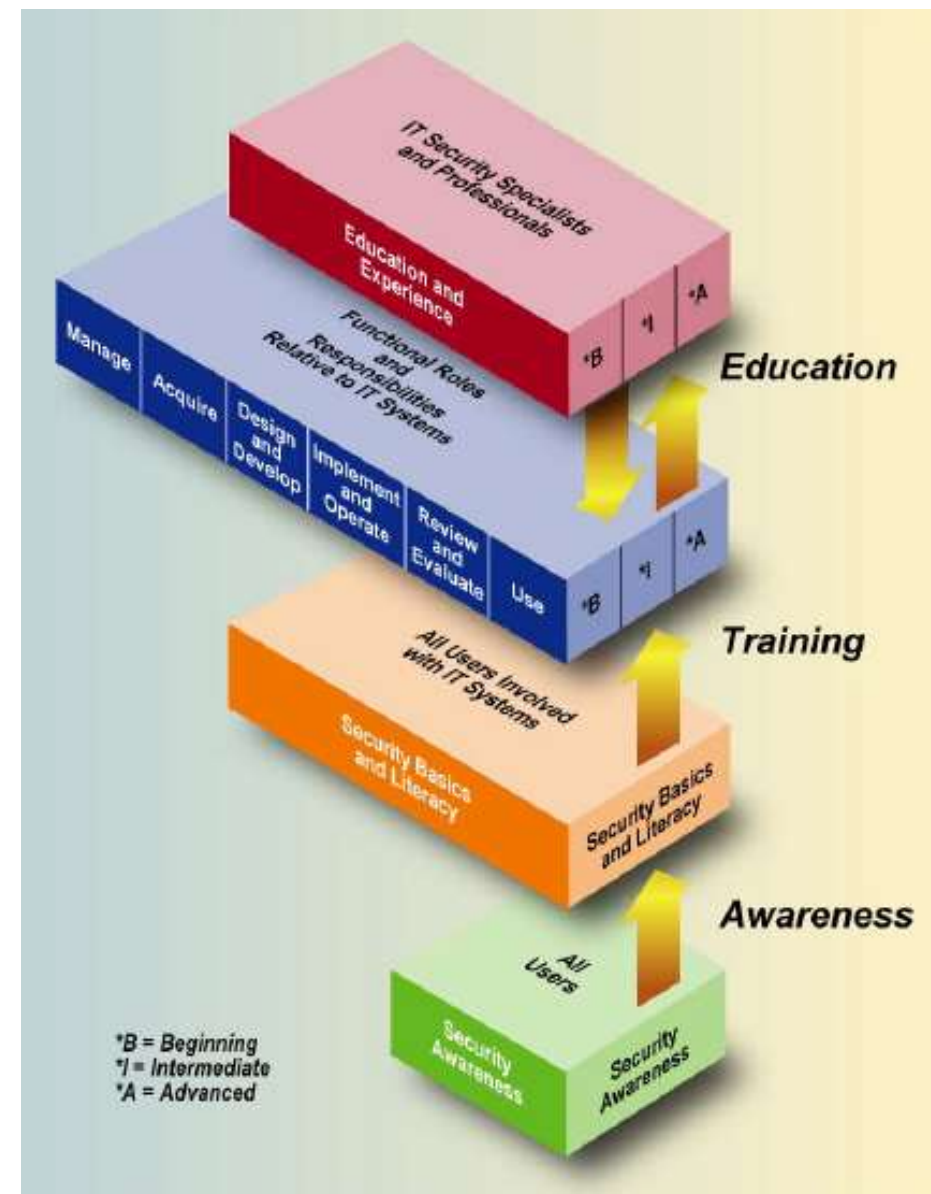 IT Security Specialists
and Professionals
Education and
Experience
*B
*I
*A
Education
Functional Roles
and
Responsibilities
Relative to IT Systems
Manage
Acquire
Design
and
Develop
Implement
and
Operate
Review
and
Evaluate
Use
*B
*I
*A
Training
All Users Involved
with IT Systems
Security Basics
and Literacy
Security Basics
and Literacy
Awareness
All
Users
Security
Awareness
Security
Awareness
*B = Beginning
*I = Intermediate
*A = Advanced